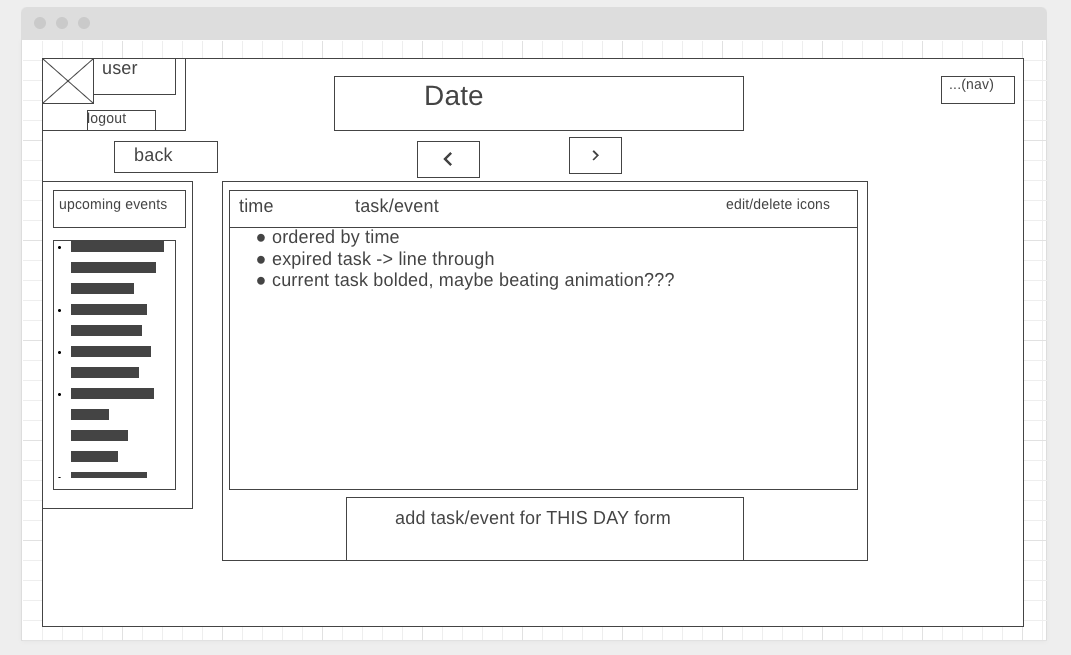 user
Date
...(nav)
logout
back
<
>
upcoming events
time task/event edit/delete icons
● ordered by time
● expired task -> line through
● current task bolded, maybe beating animation???
add task/event for THIS DAY form